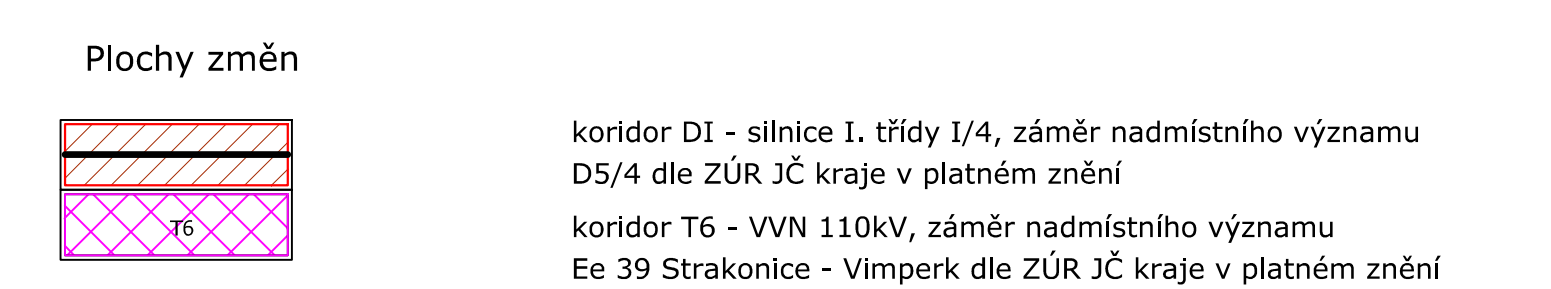 Plochy změn
koridor DI - silnice I. třídy I/4, záměr nadmístního významu
D5/4 dle ZÚR JČ kraje v platném znění
T6
koridor T6 - VVN 110kV, záměr nadmístního významu
Ee 39 Strakonice - Vimperk dle ZÚR JČ kraje v platném znění